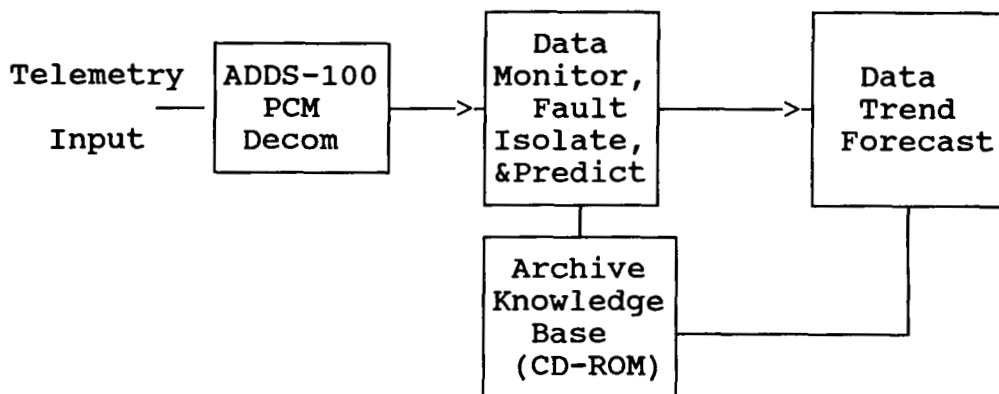 Telemetry
Input
ADDS-100
PCM
Decom
Data
Monitor,
Fault
Isolate,
&Predict
Data
Trend
Forecast
Archive
Knowledge
Base
(CD-ROM)